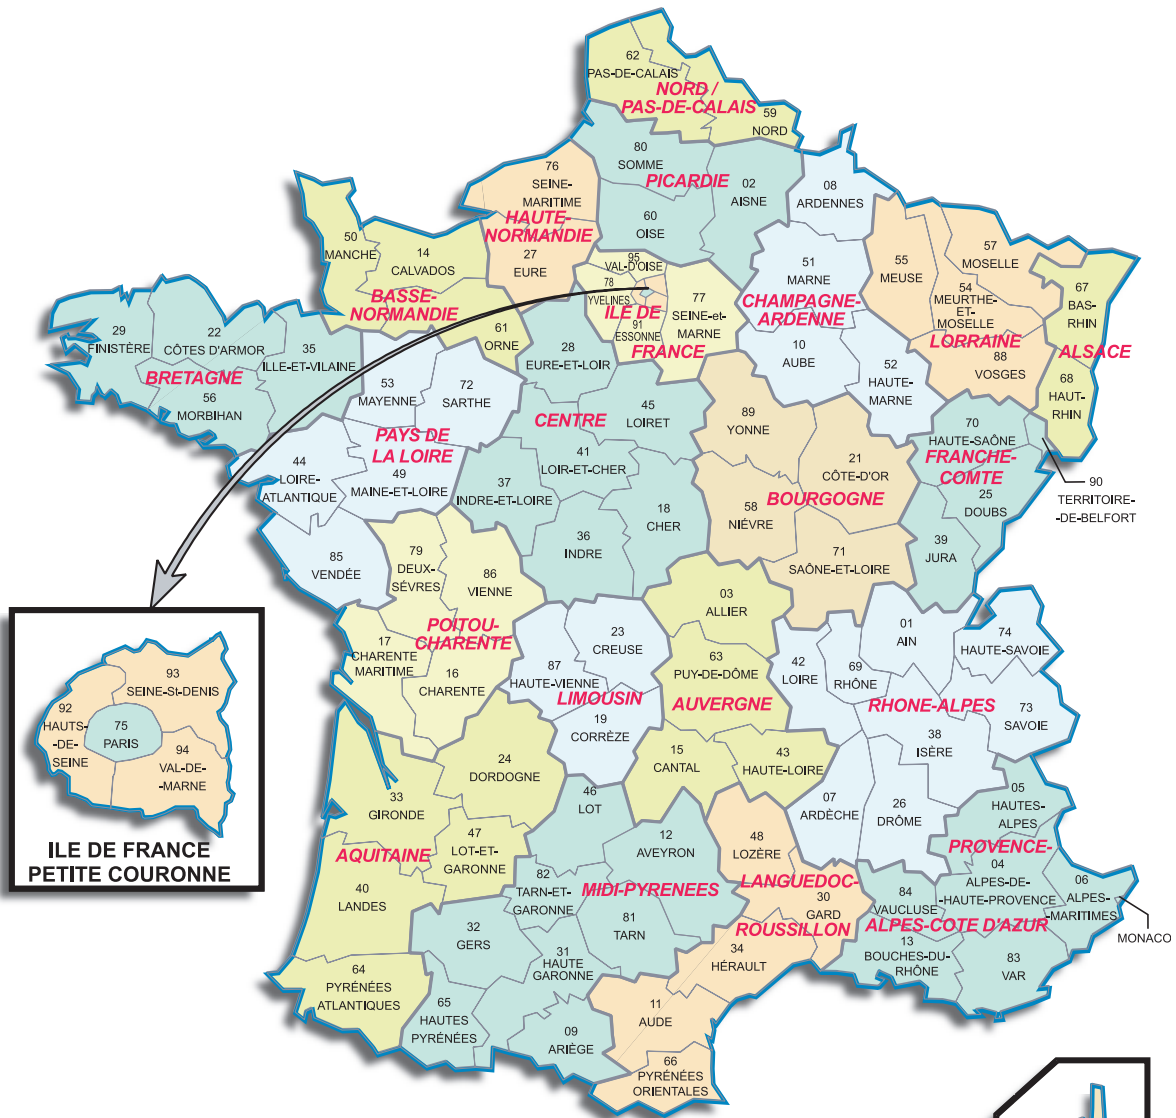 62
PAS-DE-CALAIS
NORD /
PAS-DE-CALAIS
59
NORD
80
SOMME
PICARDIE
02
AISNE
60
OISE
76
SEINE-
MARITIME
HAUTE-
NORMANDIE
27
EURE
08
ARDENNES
51
MARNE
CHAMPAGNE-
ARDENNE
10
AUBE
52
HAUTE-
MARNE
55
MEUSE
57
MOSELLE
54
MEURTHE-
ET-
MOSELLE
LORRAINE
88
VOSGES
67
BAS-
RHIN
ALSACE
68
HAUT-
RHIN
50
MANCHE
14
CALVADOS
BASSE-
NORMANDIE
61
ORNE
95
VAL-D'OISE
78
YVELINES
ILE DE
FRANCE
91
ESSONNE
77
SEINE-et-
MARNE
29
FINISTÈRE
22
CÔTES D'ARMOR
35
ILLE-ET-VILAINE
BRETAGNE
56
MORBIHAN
53
MAYENNE
72
SARTHE
PAYS DE
LA LOIRE
44
LOIRE-
ATLANTIQUE
49
MAINE-ET-LOIRE
85
VENDÉE
28
EURE-ET-LOIR
CENTRE
45
LOIRET
41
LOIR-ET-CHER
37
INDRE-ET-LOIRE
18
CHER
36
INDRE
89
YONNE
21
CÔTE-D'OR
BOURGOGNE
58
NIÉVRE
71
SAÔNE-ET-LOIRE
70
HAUTE-SAÔNE
FRANCHE-
COMTE
25
DOUBS
39
JURA
90
TERRITOIRE-
-DE-BELFORT
79
DEUX-
SÉVRES
86
VIENNE
POITOU-
CHARENTE
17
CHARENTE
MARITIME
16
CHARENTE
23
CREUSE
87
HAUTE-VIENNE
LIMOUSIN
19
CORRÈZE
03
ALLIER
63
PUY-DE-DÔME
AUVERGNE
15
CANTAL
43
HAUTE-LOIRE
42
LOIRE
69
RHÔNE
01
AIN
74
HAUTE-SAVOIE
RHONE-ALPES
73
SAVOIE
38
ISÈRE
07
ARDÈCHE
26
DRÔME
24
DORDOGNE
33
GIRONDE
47
LOT-ET-
GARONNE
AQUITAINE
40
LANDES
64
PYRÉNÉES
ATLANTIQUES
46
LOT
12
AVEYRON
82
TARN-ET-
GARONNE
MIDI-PYRENEES
81
TARN
32
GERS
31
HAUTE
GARONNE
65
HAUTES
PYRÉNÉES
09
ARIÈGE
48
LOZÈRE
LANGUEDOC-
ROUSSILLON
30
GARD
34
HÉRAULT
11
AUDE
66
PYRÉNÉES
ORIENTALES
05
HAUTES-
ALPES
PROVENCE-
ALPES-COTE D'AZUR
04
ALPES-DE-
-HAUTE-PROVENCE
84
VAUCLUSE
06
ALPES-
-MARITIMES
MONACO
13
BOUCHES-DU-
RHÔNE
83
VAR
93
SEINE-St-DENIS
92
HAUTS-
-DE-
SEINE
75
PARIS
94
VAL-DE-
-MARNE
ILE DE FRANCE
PETITE COURONNE